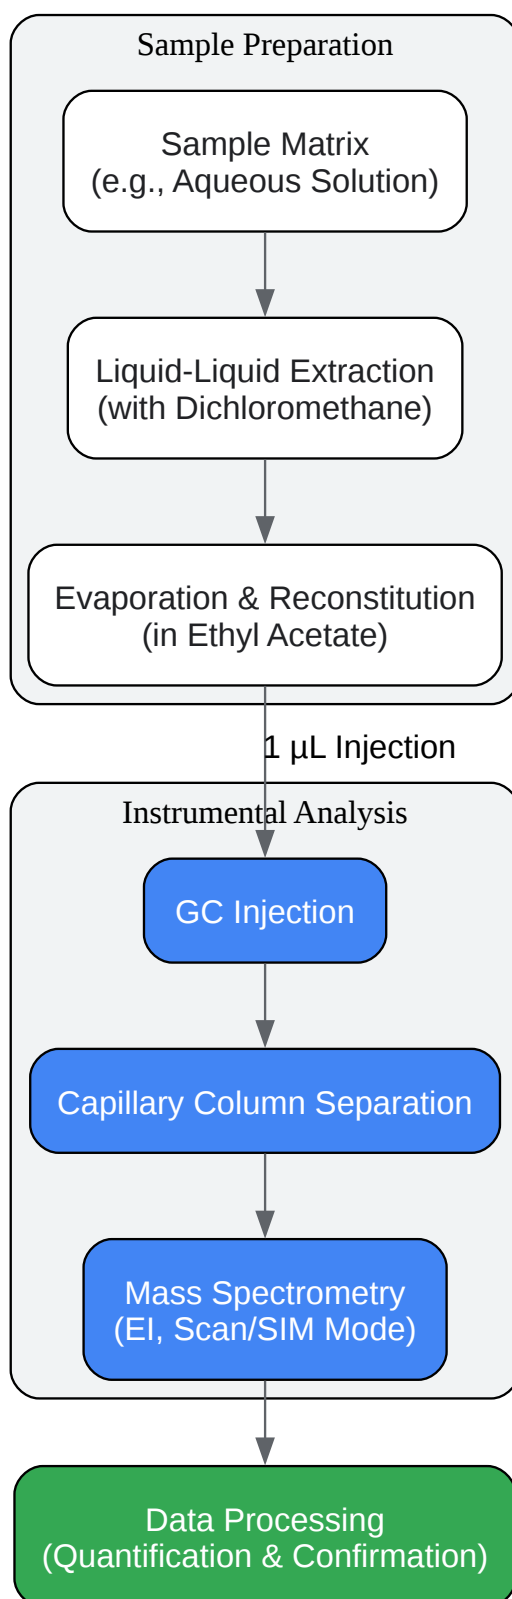 Sample Preparation
Sample Matrix
(e.g., Aqueous Solution)
Liquid-Liquid Extraction
(with Dichloromethane)
Evaporation & Reconstitution
(in Ethyl Acetate)
1 µL Injection
Instrumental Analysis
GC Injection
Capillary Column Separation
Mass Spectrometry
(EI, Scan/SIM Mode)
Data Processing
(Quantification & Confirmation)